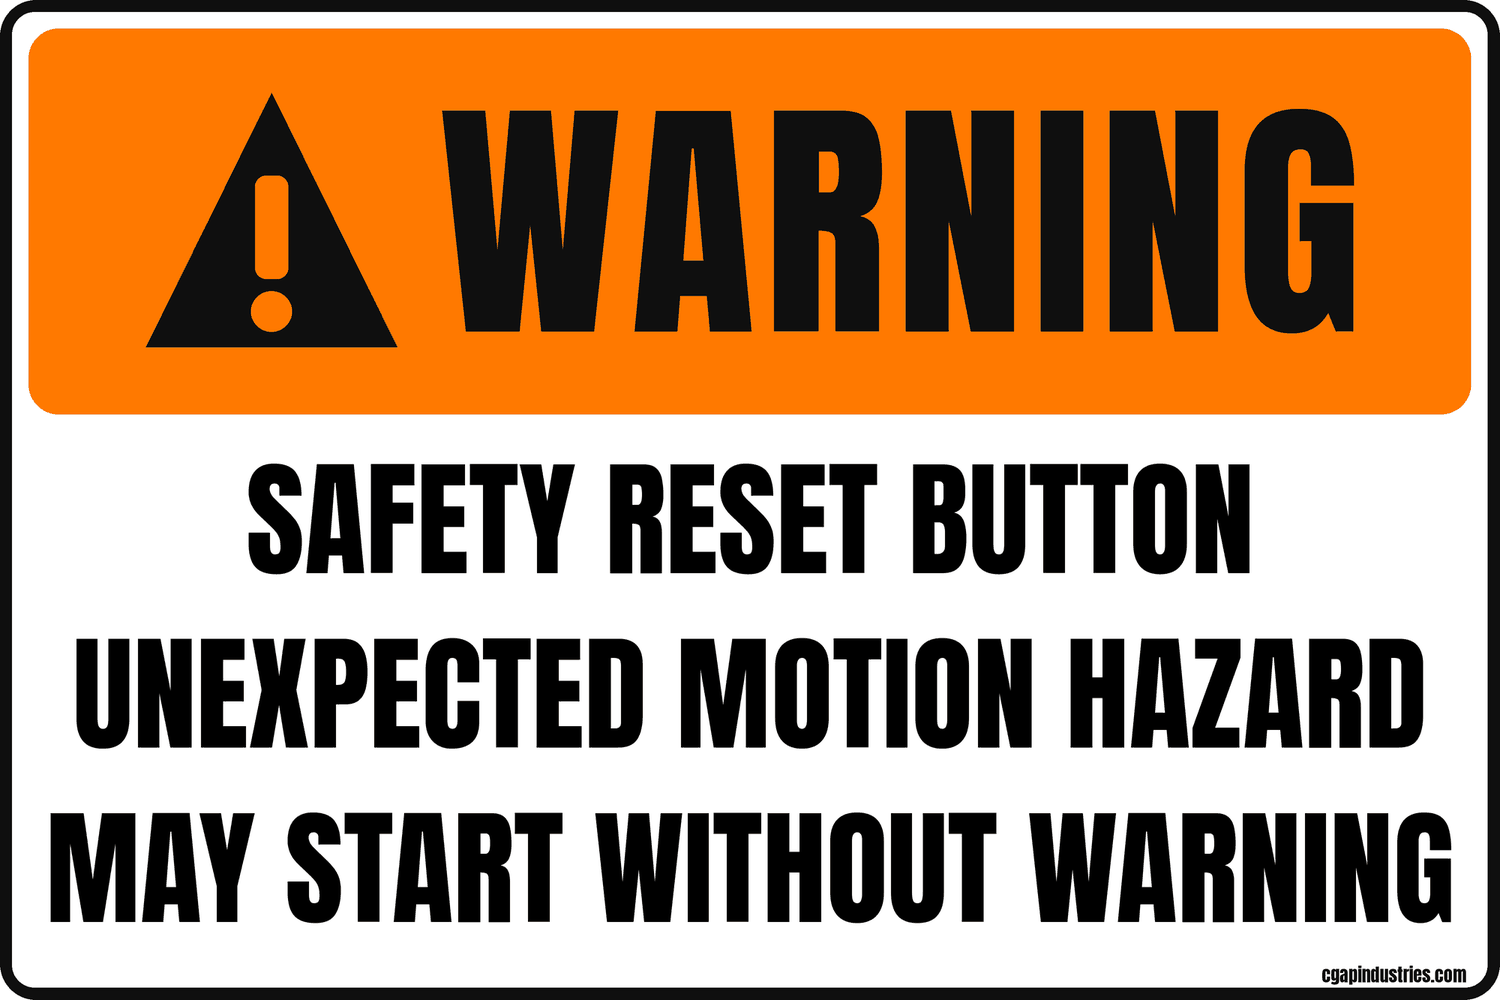 WARNING
SAFETY RESET BUTTON
UNEXPECTED MOTION HAZARD
MAY START WITHOUT WARNING
cgapindustries.com